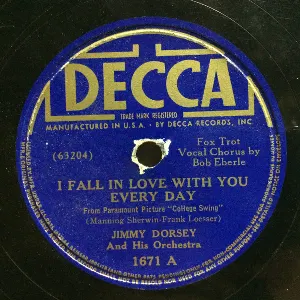 DECCA
TRADE MARK REGISTERED
MANUFACTURED IN U.S.A. • BY DECCA RECORDS, INC
Fox Trot
(63204)
Vocal Chorus by
Bob Eberle
I FALL IN LOVE WITH YOU
EVERY DAY
From Paramount Picture "College Swing"
(Manning Sherwin-Frank Loesser)
JIMMY DORSEY
And His Orchestra
1671 A